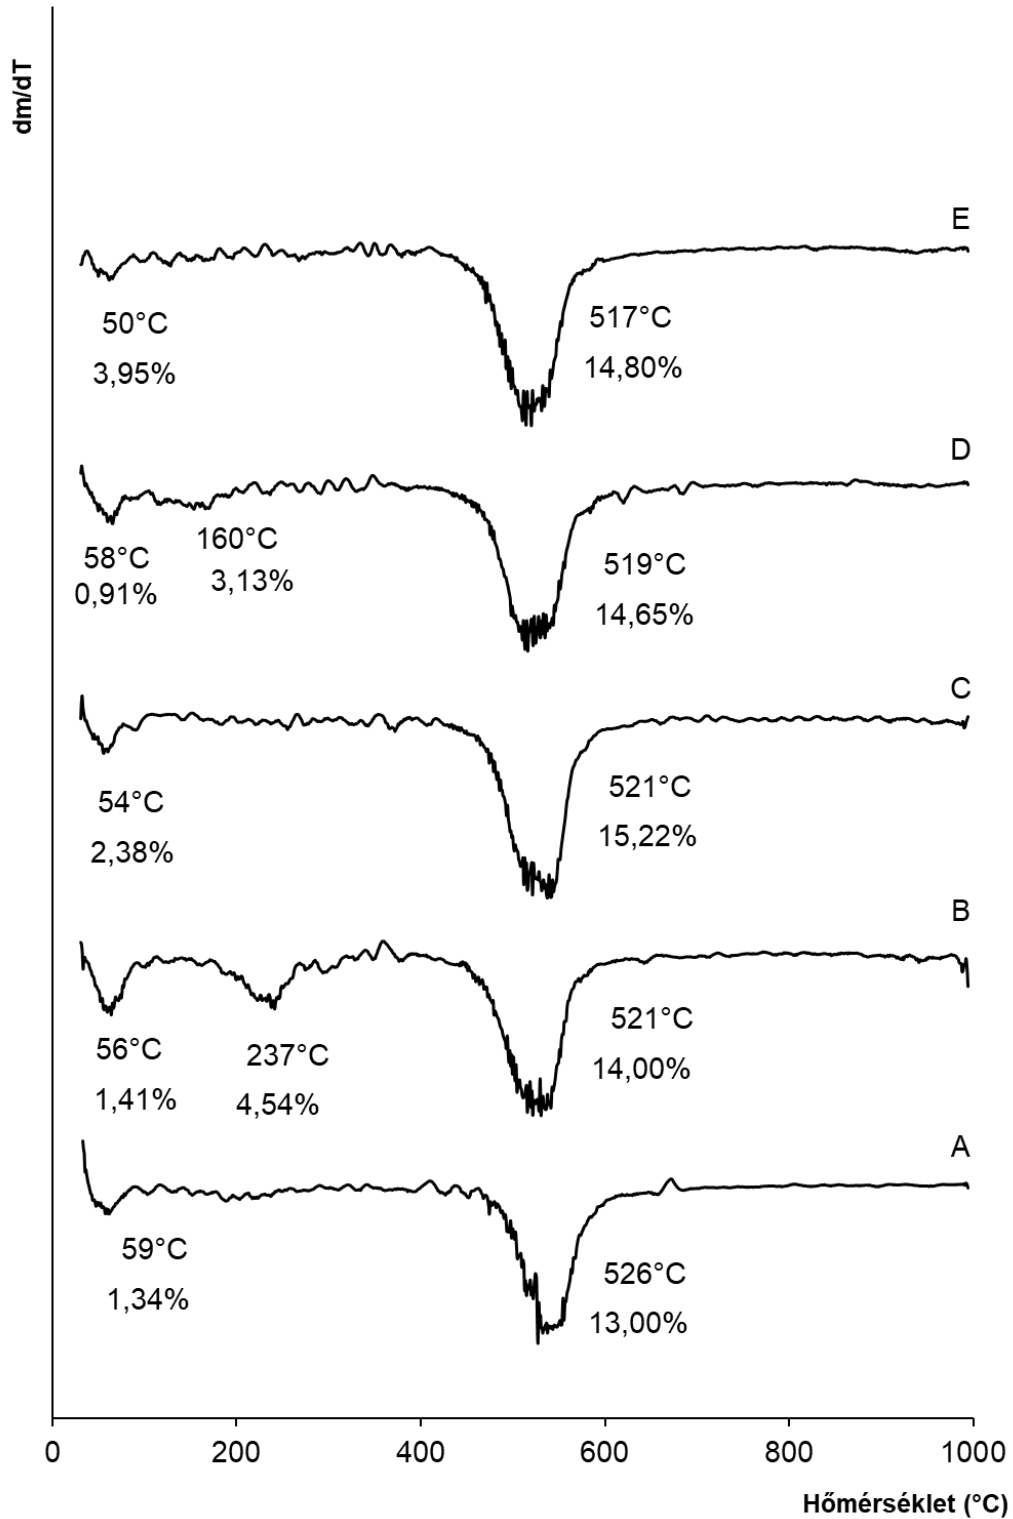 dm/dT
E
50°C
517°C
3,95%
14,80%
D
58°C
160°C
519°C
0,91%
3,13%
14,65%
C
54°C
521°C
2,38%
15,22%
B
56°C
237°C
521°C
1,41%
4,54%
14,00%
A
59°C
526°C
1,34%
13,00%
0 200 400 600 800 1000
Hőmérséklet (°C)